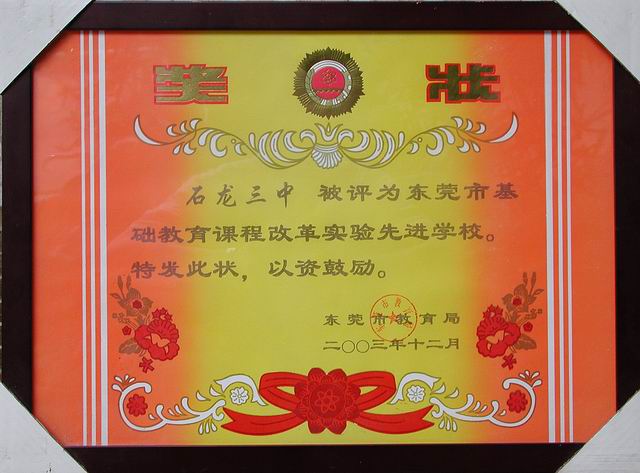 奖状
石龙三中 被评为东莞市基
础教育课程改革实验先进学校。
特发此状，以资鼓励。
东莞市教育局
二〇〇三年十二月